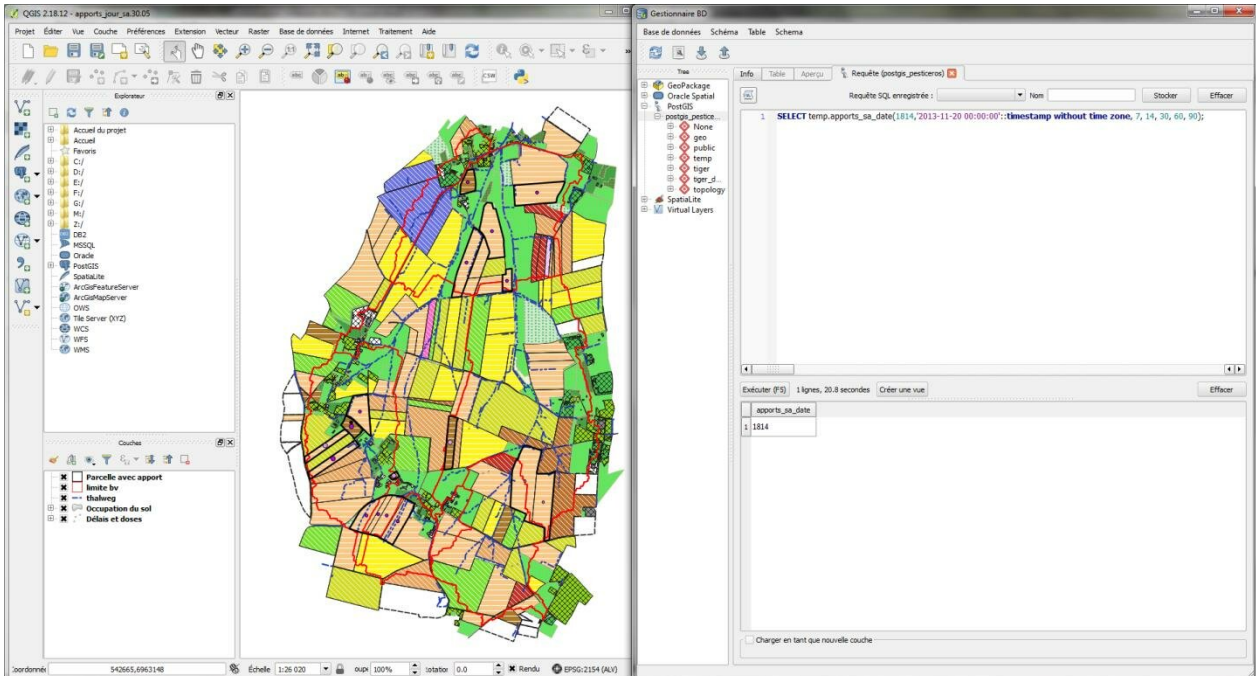 QGIS 2.18.12 - apports_jour_sa.30.05
Projet Éditer Vue Couche Préférences Extension Vecteur Raster Base de données Internet Traitement Aide
Explorateur
Accueil du projet
Accueil
Favoris
C:/
D:/
E:/
F:/
G:/
M:/
Z:/
DB2
MSSQL
Oracle
PostGIS
SpatiaLite
ArcGisFeatureServer
ArcGisMapServer
OWS
Tile Server (XYZ)
WCS
WFS
WMS
Couches
Parcelle avec apport
limite bv
thalweg
Occupation du sol
Délais et doses
oordonnée 542665,6963148 Échelle 1:26 020 oupi 100% otation 0.0 Rendu EPSG:2154 (ALV)
Gestionnaire BD
Base de données Schéma Table Schema
Tree
GeoPackage
Oracle Spatial
PostGIS
postgis_pestice...
None
geo
public
temp
tiger
tiger_d...
topology
SpatiaLite
Virtual Layers
Info Table Aperçu Requête (postgis_pesticeros)
Requête SQL enregistrée : Nom Stocker Effacer
1 SELECT temp.apports_sa_date(1814,'2013-11-20 00:00:00'::timestamp without time zone, 7, 14, 30, 60, 90);
Exécuter (F5) 1 lignes, 20.8 secondes Créer une vue Effacer
apports_sa_date
1 1814
Charger en tant que nouvelle couche